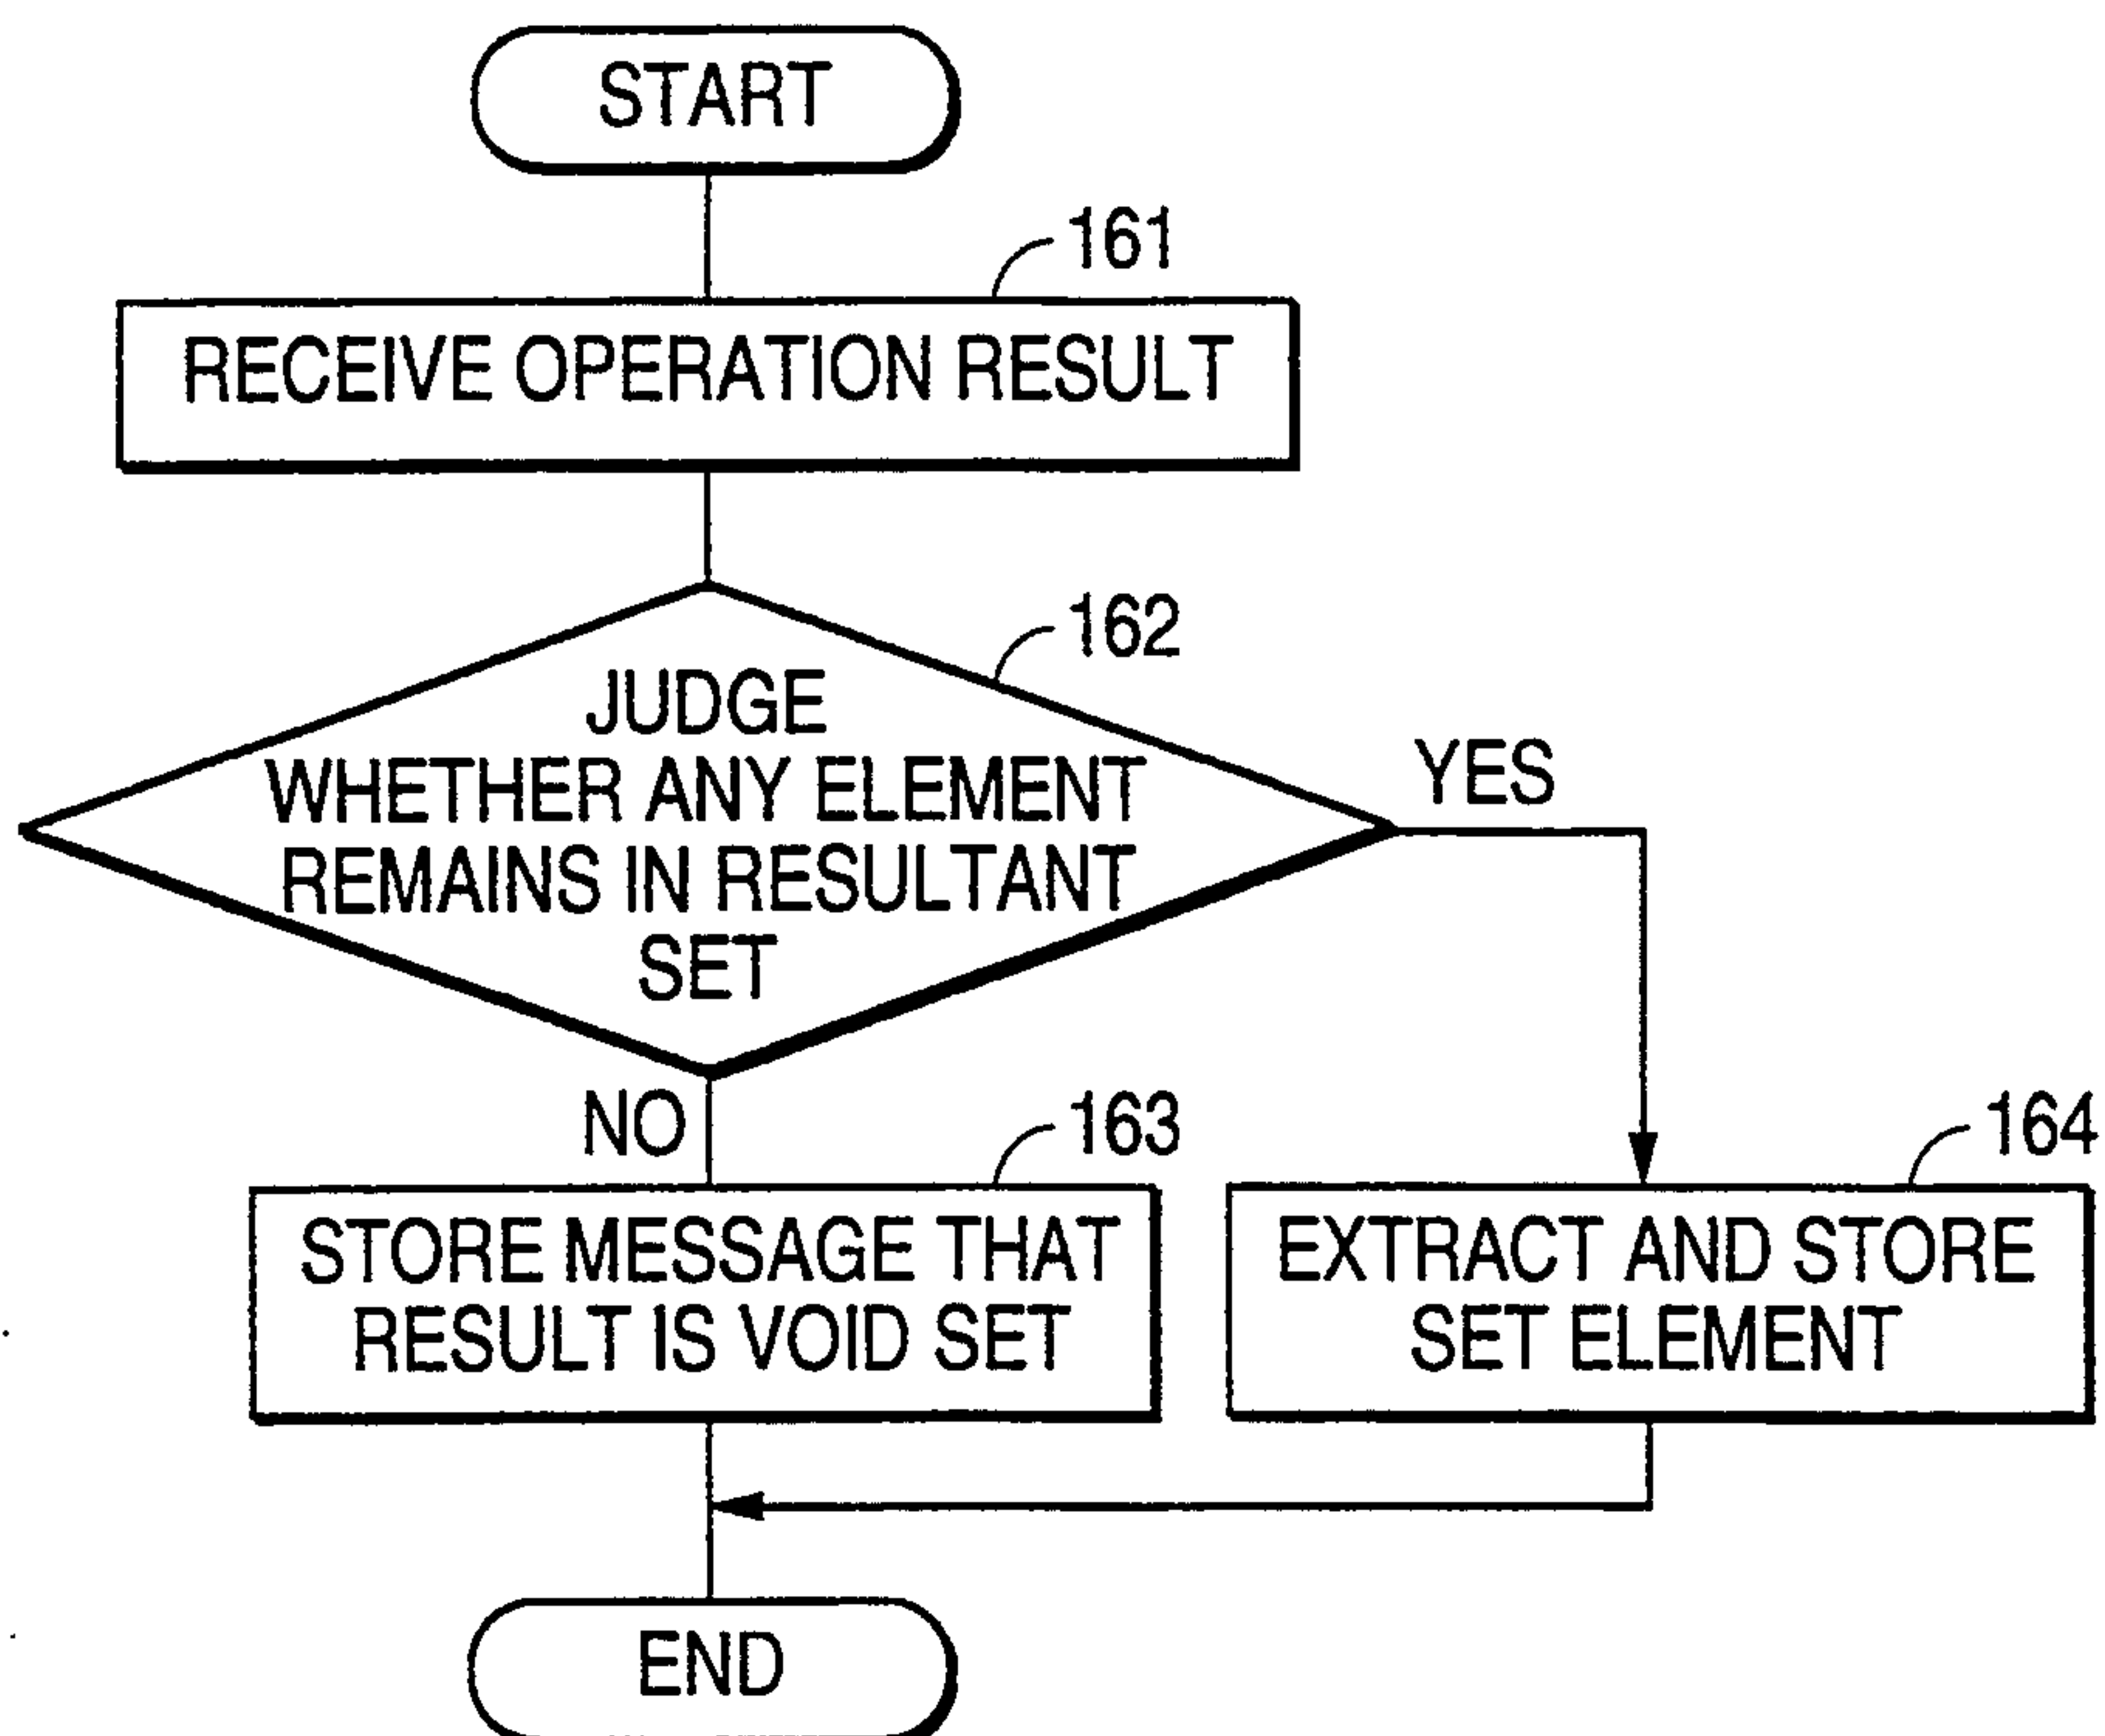 START
161
RECEIVE OPERATION RESULT
162
JUDGE
WHETHER ANY ELEMENT
REMAINS IN RESULTANT
SET
YES
NO
163
STORE MESSAGE THAT
RESULT IS VOID SET
164
EXTRACT AND STORE
SET ELEMENT
END